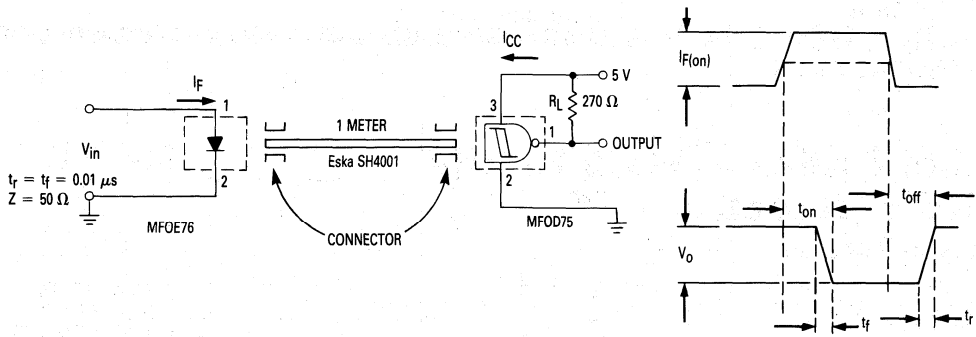 I_F
1
V_in
t_r = t_f = 0.01 µs
Z = 50 Ω
2
MFOE76
1 METER
Eska SH4001
CONNECTOR
I_CC
5 V
3
R_L
270 Ω
1
OUTPUT
2
MFOD75
I_F(on)
t_on
t_off
V_o
t_f
t_r